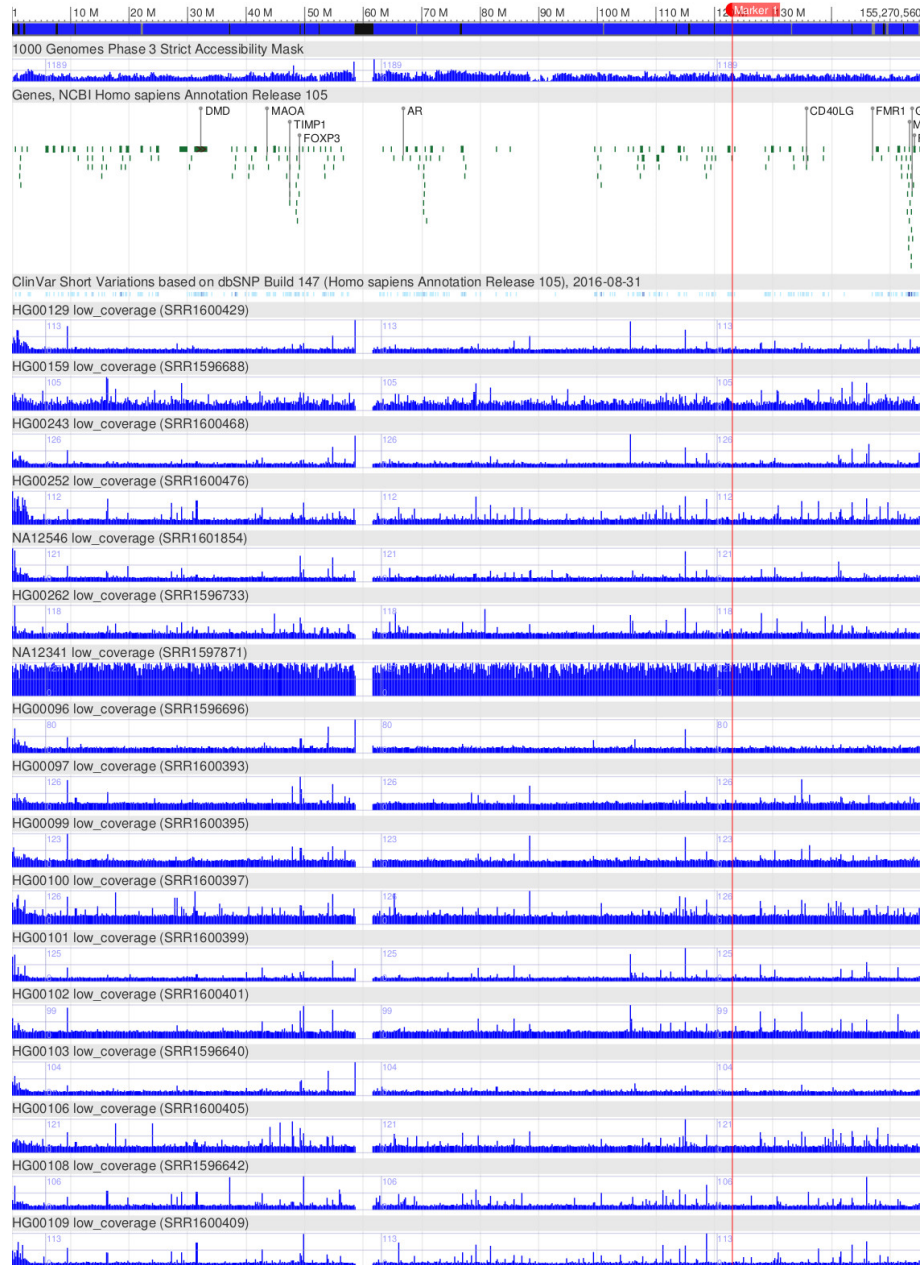 1 10 M 20 M 30 M 40 M 50 M 60 M 70 M 80 M 90 M 100 M 110 M Marker 1 130 M 155,270,560
1000 Genomes Phase 3 Strict Accessibility Mask
1189 1189 1189
Genes, NCBI Homo sapiens Annotation Release 105
DMD MAOA AR CD40LG FMR1
TIMP1
FOXP3
ClinVar Short Variations based on dbSNP Build 147 (Homo sapiens Annotation Release 105), 2016-08-31
HG00129 low_coverage (SRR1600429)
113 113 113
HG00159 low_coverage (SRR1596688)
105 105 105
HG00243 low_coverage (SRR1600468)
126 126 126
HG00252 low_coverage (SRR1600476)
112 112 112
NA12546 low_coverage (SRR1601854)
121 121 121
HG00262 low_coverage (SRR1596733)
118 118 118
NA12341 low_coverage (SRR1597871)
HG00096 low_coverage (SRR1596696)
80 80 80
HG00097 low_coverage (SRR1600393)
126 126 126
HG00099 low_coverage (SRR1600395)
123 123 123
HG00100 low_coverage (SRR1600397)
126 126 126
HG00101 low_coverage (SRR1600399)
125 125 125
HG00102 low_coverage (SRR1600401)
99 99 99
HG00103 low_coverage (SRR1596640)
104 104 104
HG00106 low_coverage (SRR1600405)
121 121 121
HG00108 low_coverage (SRR1596642)
106 106 106
HG00109 low_coverage (SRR1600409)
113 113 113